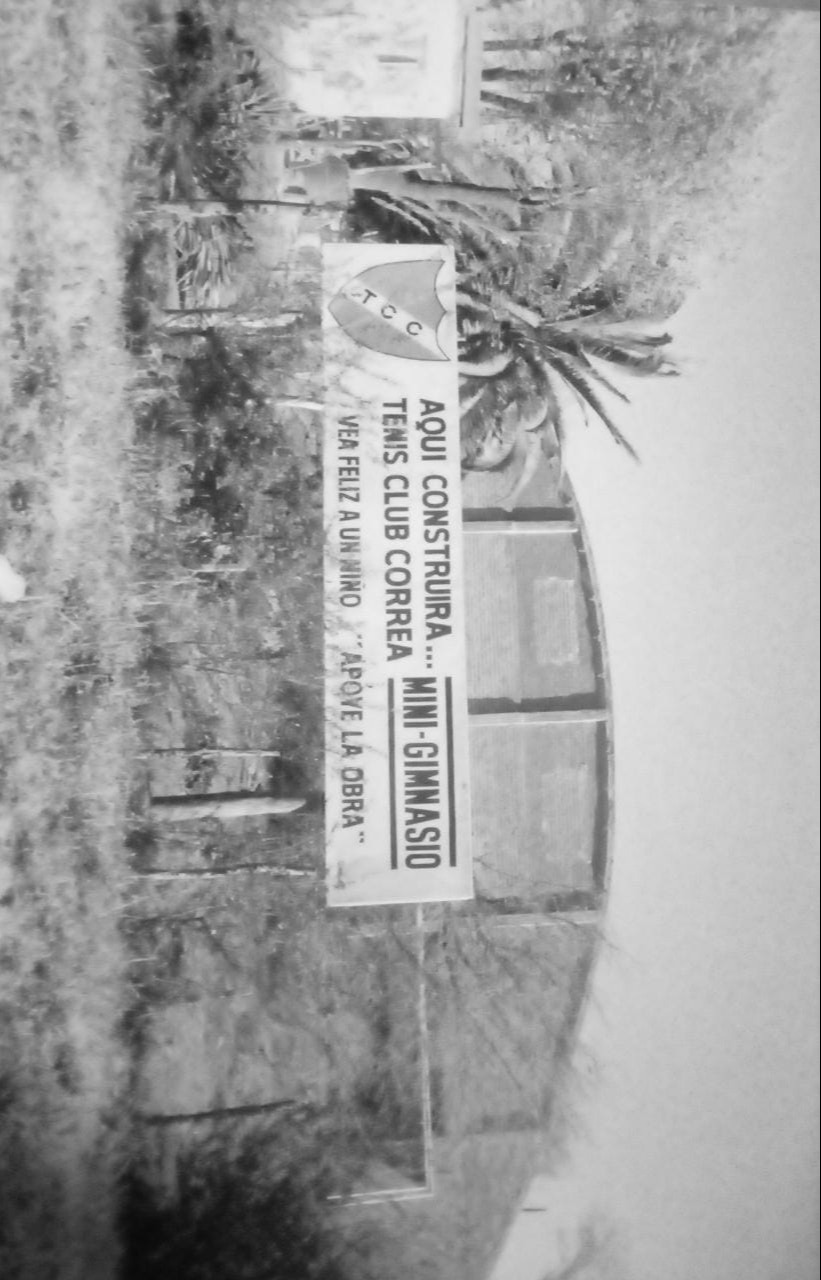 TCC
AQUI CONSTRUIRA... MINI-GIMNASIO
TENIS CLUB CORREA
VEA FELIZ A UN NIÑO "APOYE LA OBRA"